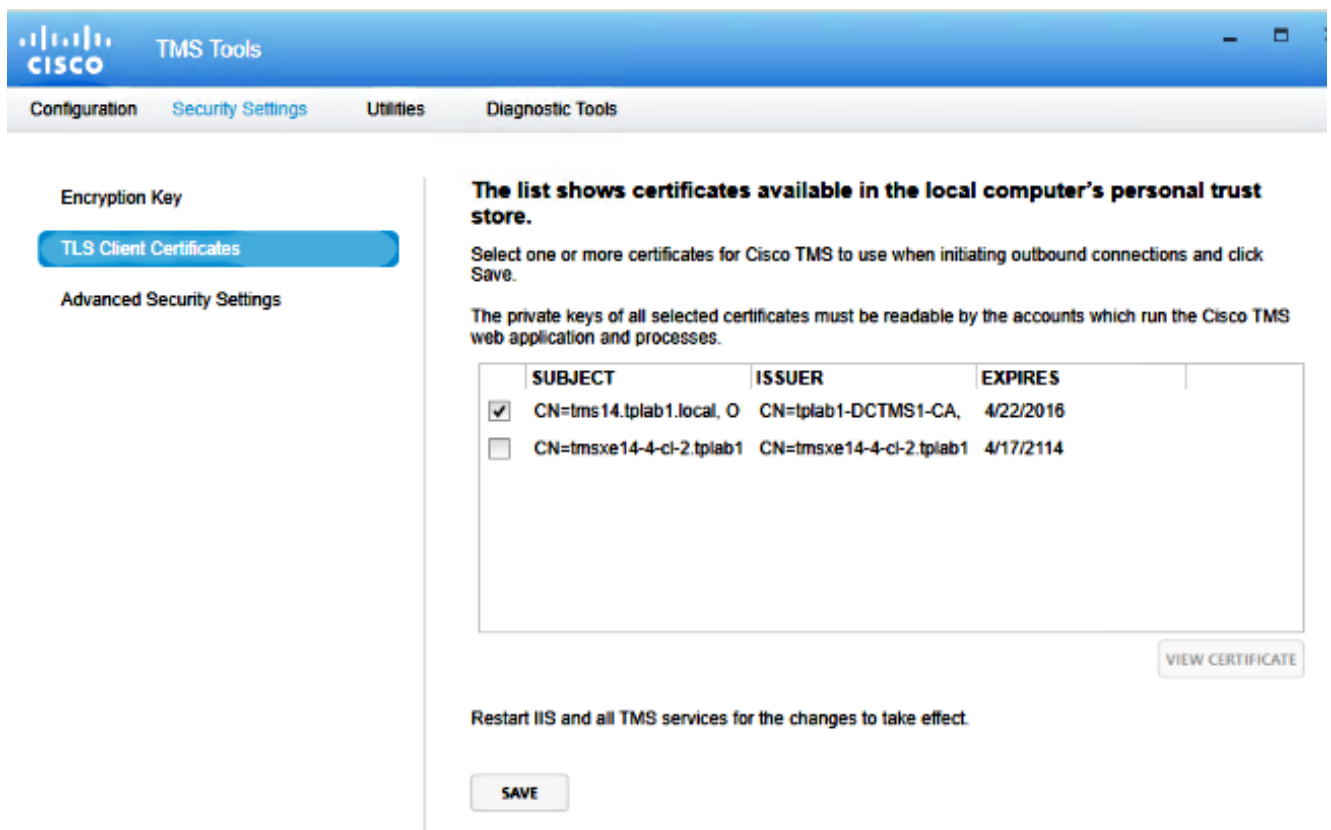 CISCO
TMS Tools
Configuration Security Settings Utilities Diagnostic Tools
Encryption Key
TLS Client Certificates
Advanced Security Settings
The list shows certificates available in the local computer's personal trust
store.
Select one or more certificates for Cisco TMS to use when initiating outbound connections and click
Save.
The private keys of all selected certificates must be readable by the accounts which run the Cisco TMS
web application and processes.
SUBJECT ISSUER EXPIRES
CN=tms14.tplab1.local, O CN=tplab1-DCTMS1-CA, 4/22/2016
CN=tmsxe14-4-cl-2.tplab1 CN=tmsxe14-4-cl-2.tplab1 4/17/2114
VIEW CERTIFICATE
Restart IIS and all TMS services for the changes to take effect.
SAVE